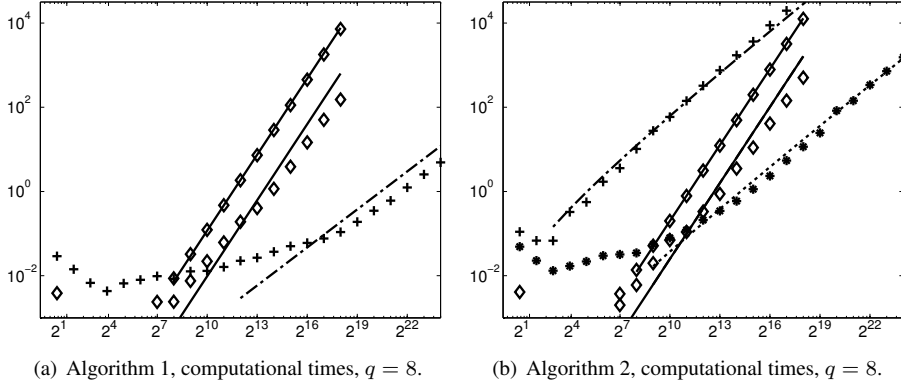 10^4
10^2
10^0
10^-2
2^1 2^4 2^7 2^10 2^13 2^16 2^19 2^22
(a) Algorithm 1, computational times, q = 8.
10^4
10^2
10^0
10^-2
2^1 2^4 2^7 2^10 2^13 2^16 2^19 2^22
(b) Algorithm 2, computational times, q = 8.